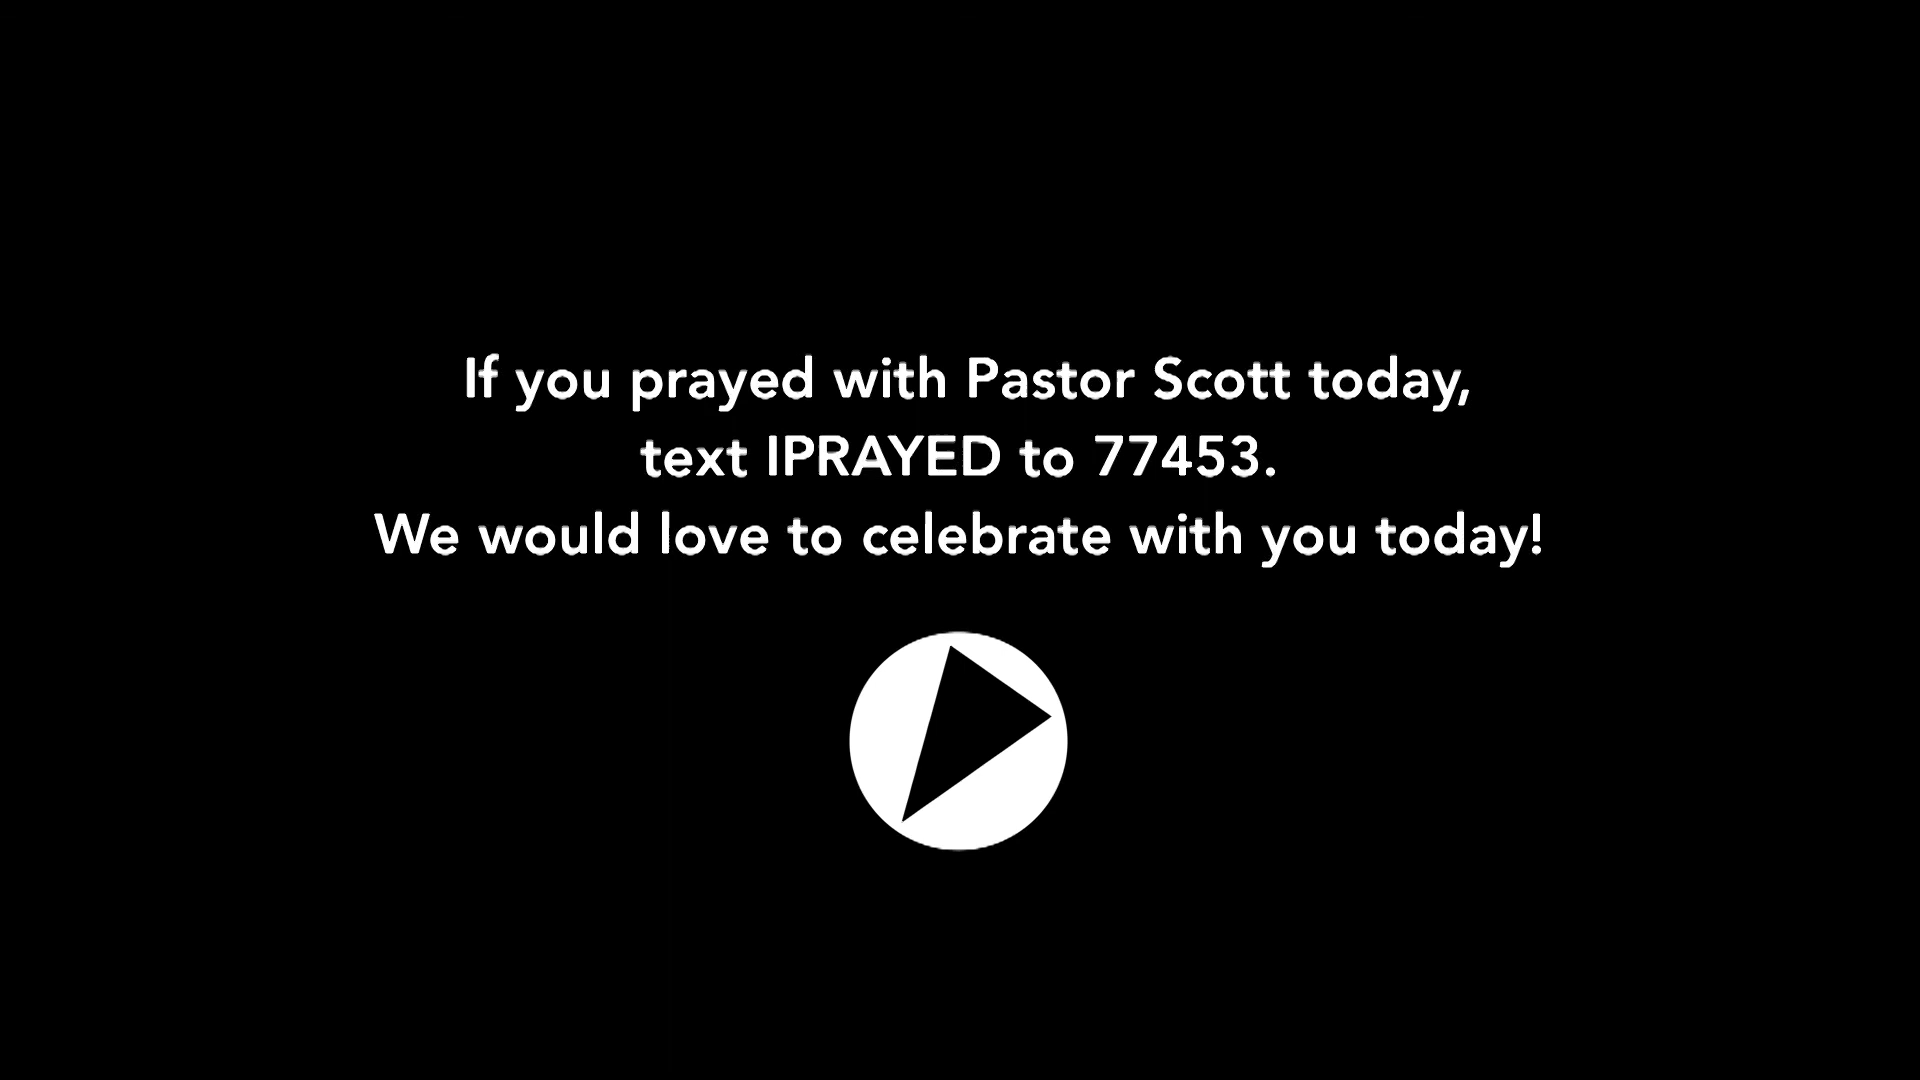 If you prayed with Pastor Scott today,
text IPRAYED to 77453.
We would love to celebrate with you today!